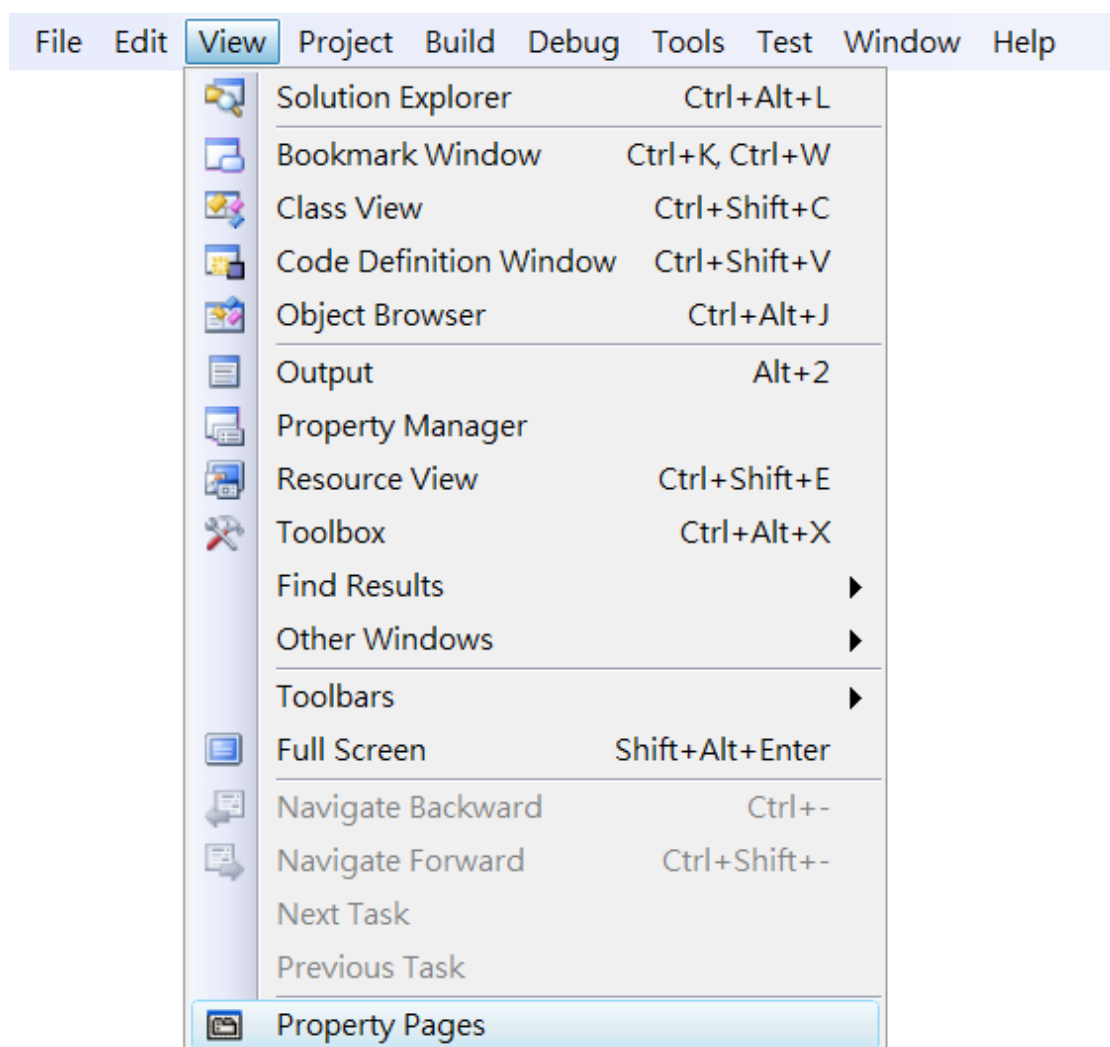 File Edit View Project Build Debug Tools Test Window Help
Solution Explorer Ctrl+Alt+L
Bookmark Window Ctrl+K, Ctrl+W
Class View Ctrl+Shift+C
Code Definition Window Ctrl+Shift+V
Object Browser Ctrl+Alt+J
Output Alt+2
Property Manager
Resource View Ctrl+Shift+E
Toolbox Ctrl+Alt+X
Find Results
Other Windows
Toolbars
Full Screen Shift+Alt+Enter
Navigate Backward Ctrl+-
Navigate Forward Ctrl+Shift+-
Next Task
Previous Task
Property Pages